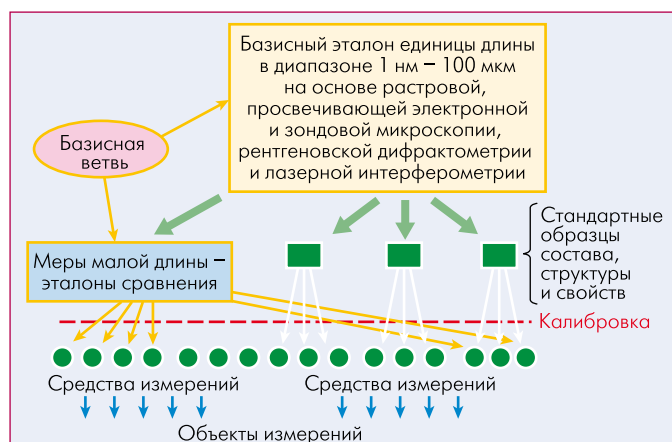 Базисный эталон единицы длины
в диапазоне 1 нм – 100 мкм
на основе растровой,
просвечивающей электронной
и зондовой микроскопии,
рентгеновской дифрактометрии
и лазерной интерферометрии
Базисная
ветвь
Меры малой длины –
эталоны сравнения
Стандартные
образцы
состава,
структуры
и свойств
Калибровка
Средства измерений
Средства измерений
Объекты измерений